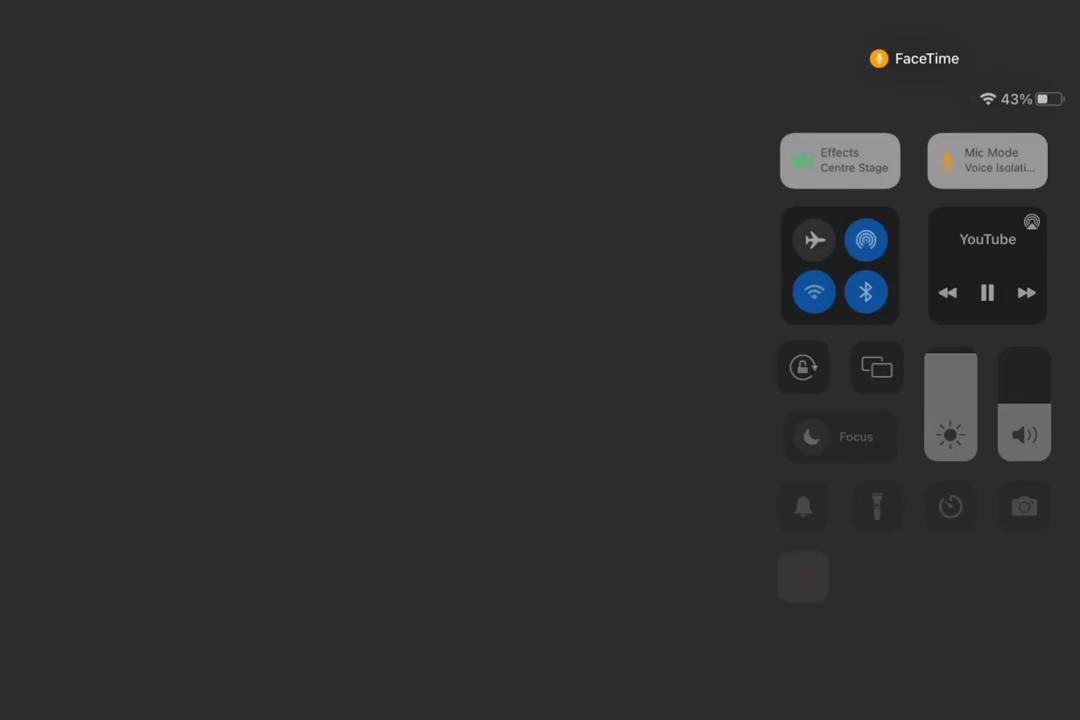 FaceTime
43%
Effects
Centre Stage
Mic Mode
Voice Isolati...
YouTube
Focus